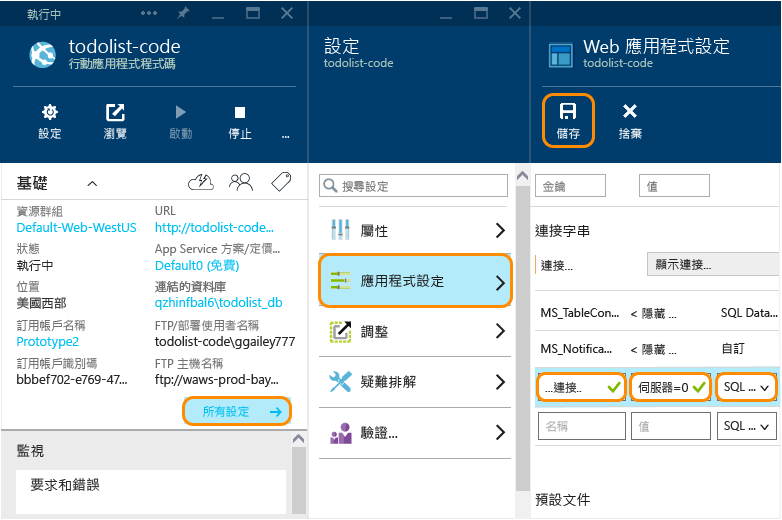 執行中
todolist-code
行動應用程式程式碼
設定
瀏覽
啟動
停止
...
基礎
資源群組
Default-Web-WestUS
URL
http://todolist-code...
狀態
執行中
App Service 方案/定價...
Default0 (免費)
位置
美國西部
連結的資料庫
qzhinfbal6\todolist_db
訂用帳戶名稱
Prototype2
FTP/部署使用者名稱
todolist-code\ggailey777
訂用帳戶識別碼
bbbef702-e769-47...
FTP 主機名稱
ftp://waws-prod-bay...
所有設定
監視
要求和錯誤
設定
todolist-code
搜尋設定
屬性
應用程式設定
調整
疑難排解
驗證...
Web 應用程式設定
todolist-code
儲存
捨棄
金鑰
值
連接字串
連接...
顯示連接...
MS_TableCon... < 隱藏 ... SQL Data...
MS_Notifica... < 隱藏 ... 自訂
...連接.. 伺服器=0 SQL ...
名稱 值 SQL ...
預設文件